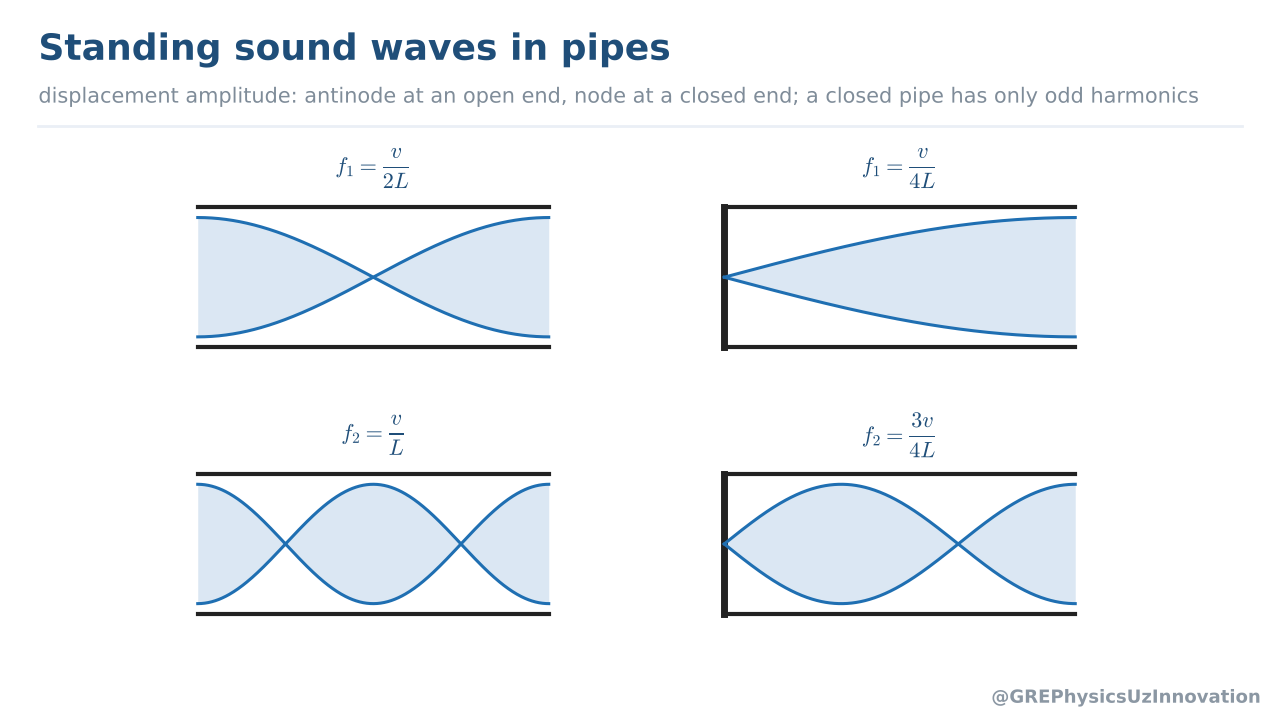 Standing sound waves in pipes
displacement amplitude: antinode at an open end, node at a closed end; a closed pipe has only odd harmonics
f₁ = v/2L
f₁ = v/4L
f₂ = v/L
f₂ = 3v/4L
@GREPhysicsUzInnovation